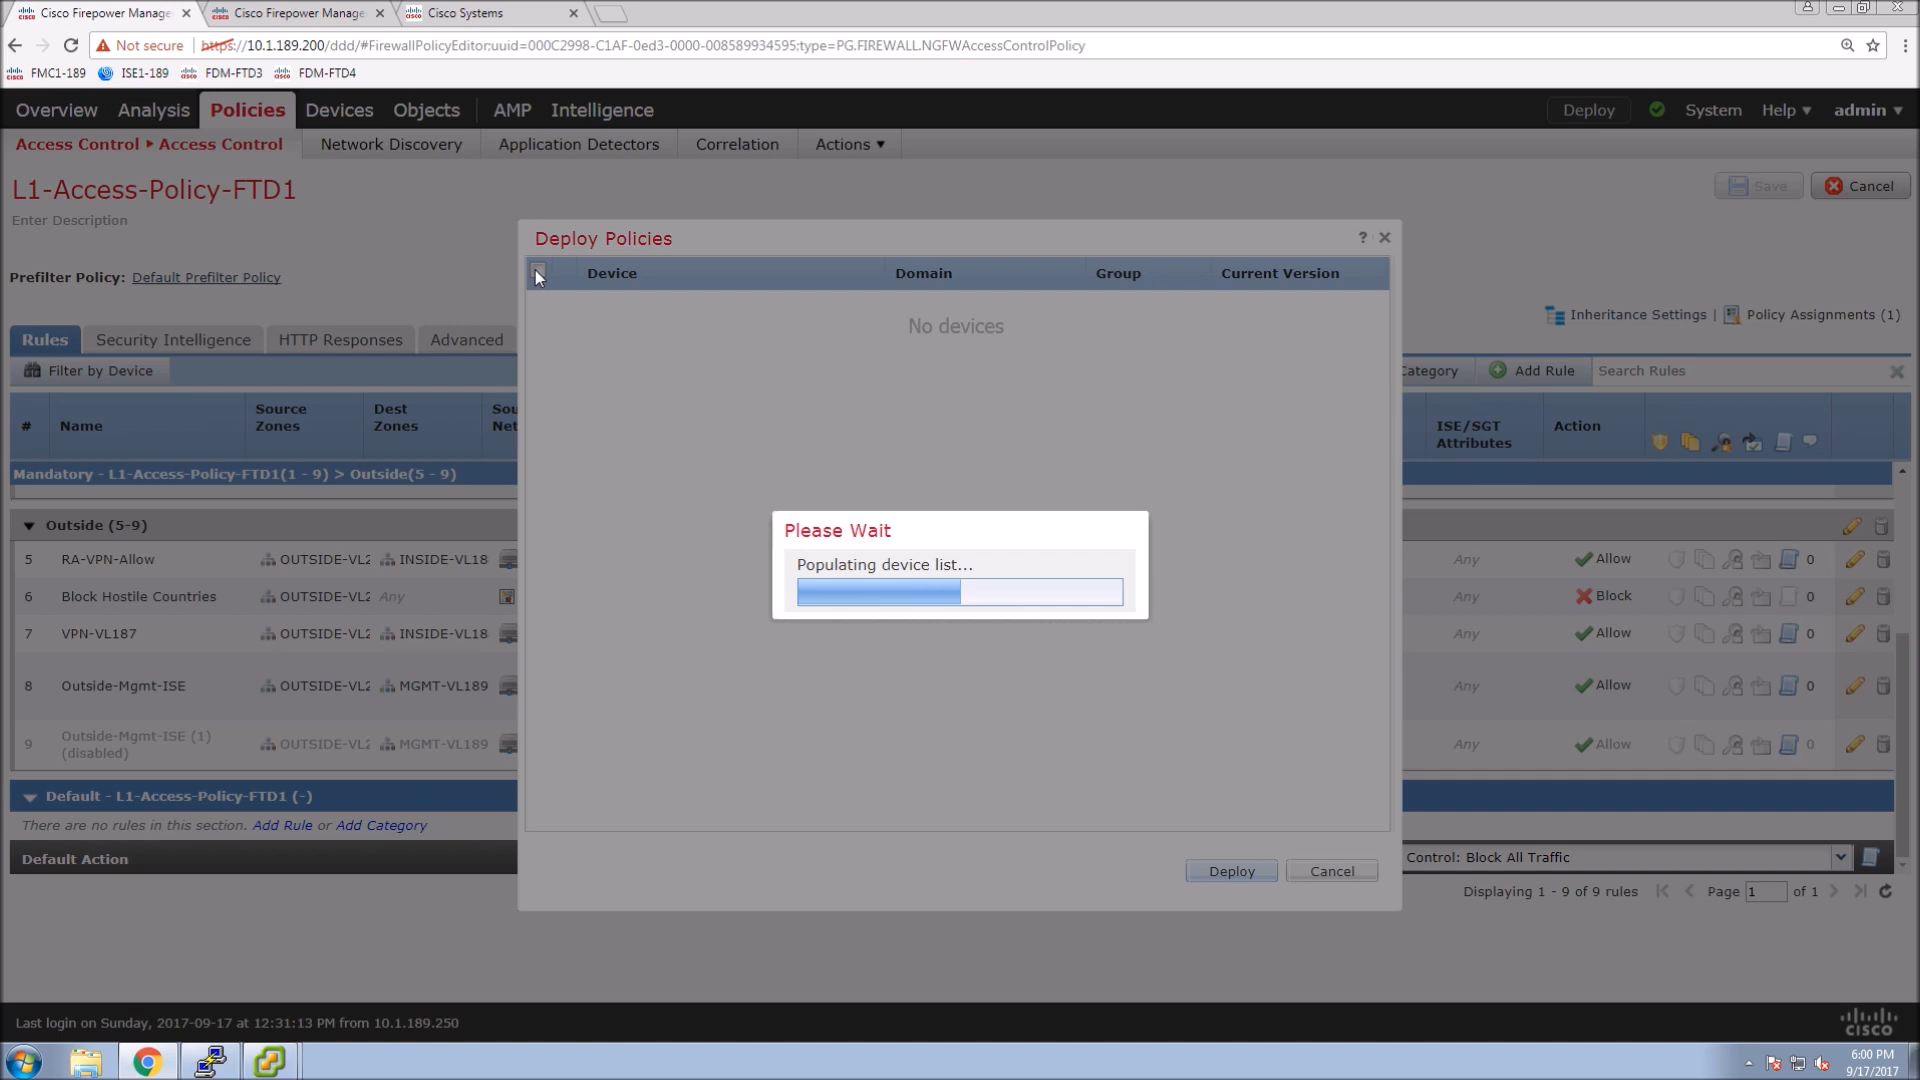 Cisco Firepower Manage
Cisco Firepower Manage
Cisco Systems
Not secure
https://10.1.189.200/ddd/#FirewallPolicyEditor;uuid=000C2998-C1AF-0ed3-0000-008589934595;type=PG.FIREWALL.NGFWAccessControlPolicy
FMC1-189 ISE1-189 FDM-FTD3 FDM-FTD4
Overview Analysis Policies Devices Objects AMP Intelligence Deploy System Help ▼ admin ▼
Access Control ▸ Access Control Network Discovery Application Detectors Correlation Actions ▼
L1-Access-Policy-FTD1
Save
Cancel
Enter Description
Prefilter Policy: Default Prefilter Policy
Inheritance Settings | Policy Assignments (1)
Rules Security Intelligence HTTP Responses Advanced
Filter by Device
Category Add Rule Search Rules
# Name Source Zones Dest Zones Sou Net ISE/SGT Attributes Action
Mandatory - L1-Access-Policy-FTD1(1 - 9) > Outside(5 - 9)
Outside (5-9)
5 RA-VPN-Allow OUTSIDE-VL2 INSIDE-VL18 Any Allow 0
6 Block Hostile Countries OUTSIDE-VL2 Any Any Block 0
7 VPN-VL187 OUTSIDE-VL2 INSIDE-VL18 Any Allow 0
8 Outside-Mgmt-ISE OUTSIDE-VL2 MGMT-VL189 Any Allow 0
9 Outside-Mgmt-ISE (1) (disabled) OUTSIDE-VL2 MGMT-VL189 Any Allow 0
Default - L1-Access-Policy-FTD1 (-)
There are no rules in this section. Add Rule or Add Category
Default Action
Control: Block All Traffic
Displaying 1 - 9 of 9 rules Page 1 of 1
Deploy Policies ?
Device Domain Group Current Version
No devices
Please Wait
Populating device list...
Deploy Cancel
Last login on Sunday, 2017-09-17 at 12:31:13 PM from 10.1.189.250
CISCO
6:00 PM
9/17/2017